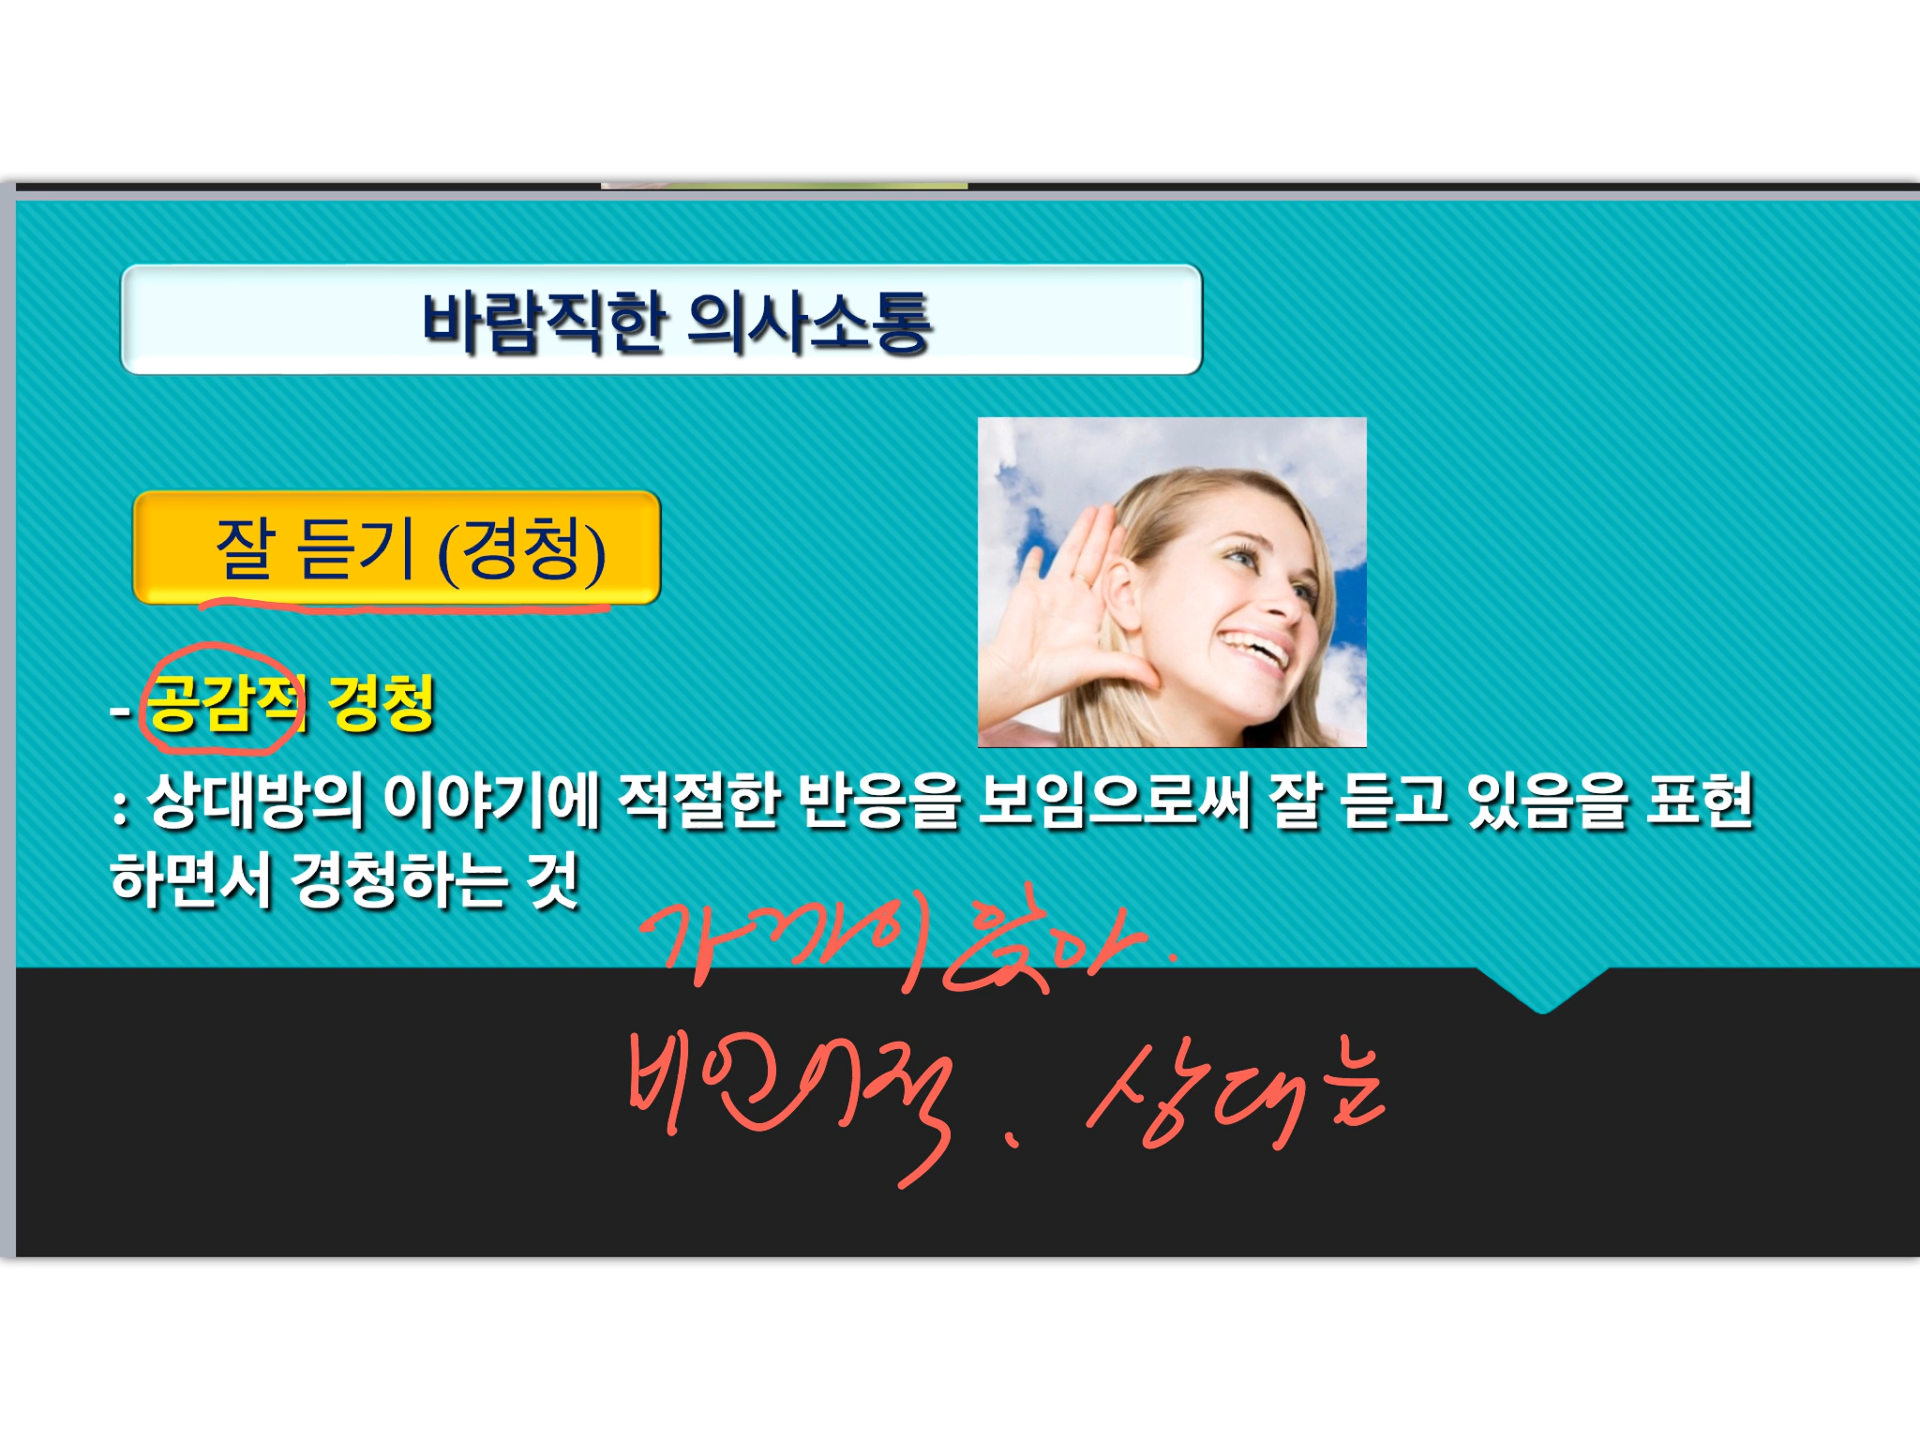 바람직한 의사소통
잘 듣기 (경청)
- 공감적 경청
: 상대방의 이야기에 적절한 반응을 보임으로써 잘 듣고 있음을 표현
하면서 경청하는 것
가까이 앉아.
비언어적. 상대눈